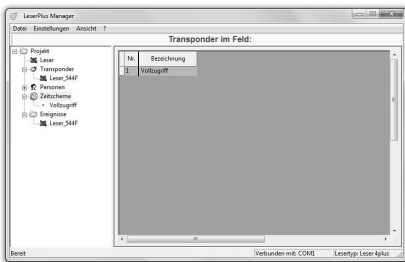 LeserPlus Manager
Datei Einstellungen Ansicht ?
Transponder im Feld:
Projekt
Leser
Transponder
Leser_544F
Personen
Zeitschema
Vollzugriff
Ereignisse
Leser_544F
Nr. Bezeichnung
1 Vollzugriff
Bereit
Verbunden mit: COM1
Lesertyp: Leser 4plus